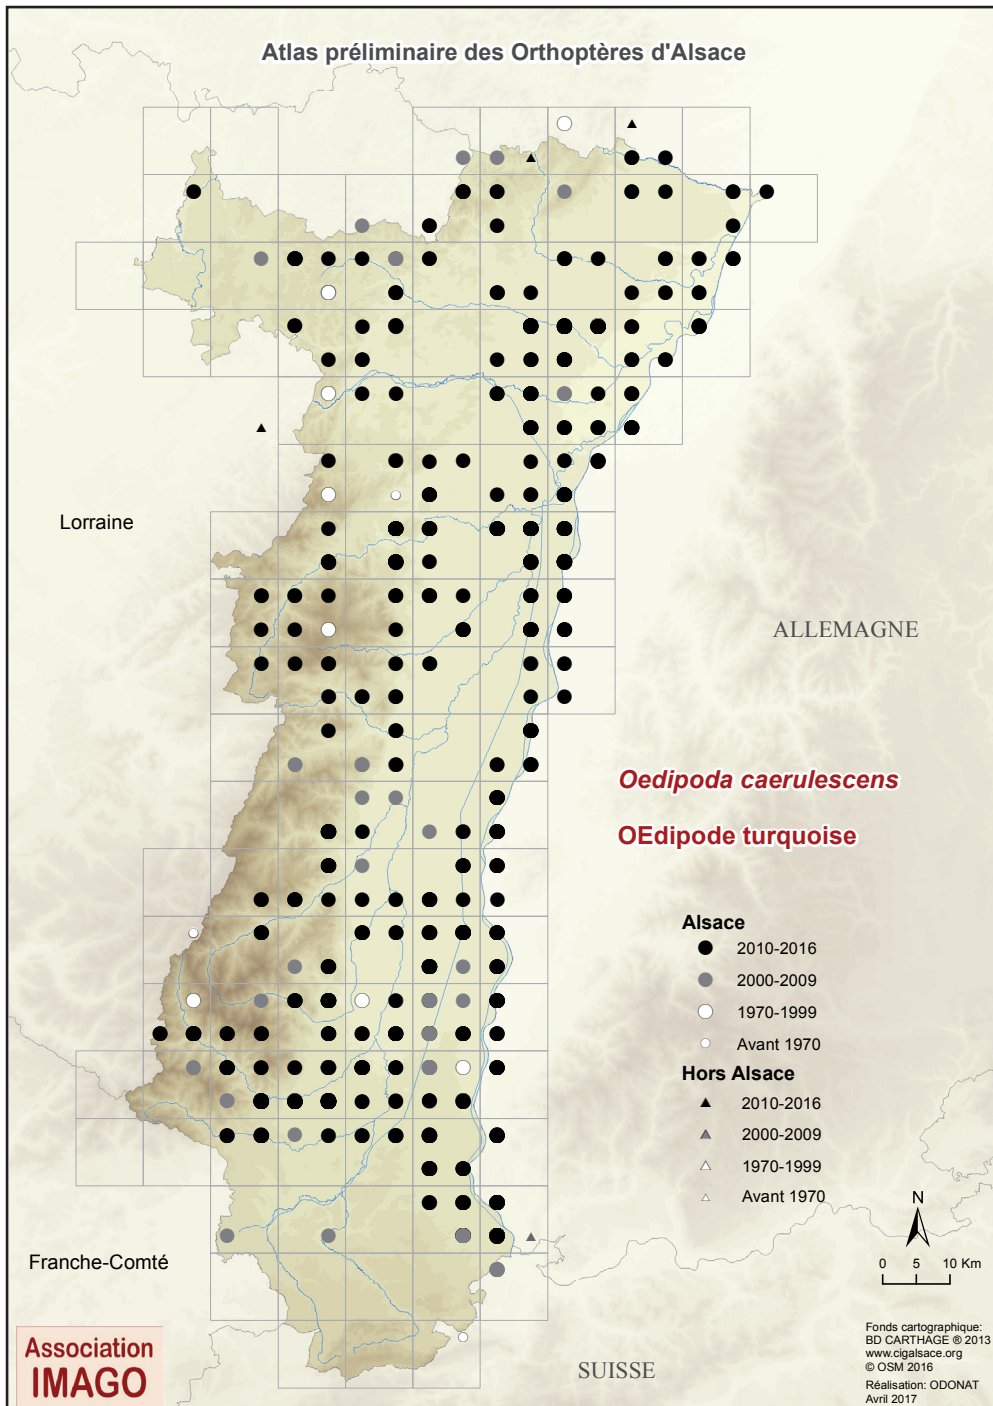 Atlas préliminaire des Orthoptères d'Alsace
Lorraine
ALLEMAGNE
Oedipoda caerulescens
OEdipode turquoise
Alsace
2010-2016
2000-2009
1970-1999
Avant 1970
Hors Alsace
2010-2016
2000-2009
1970-1999
Avant 1970
N
0 5 10 Km
Franche-Comté
SUISSE
Association
IMAGO
Fonds cartographique:
BD CARTHAGE ® 2013
www.cigalsace.org
© OSM 2016
Réalisation: ODONAT
Avril 2017